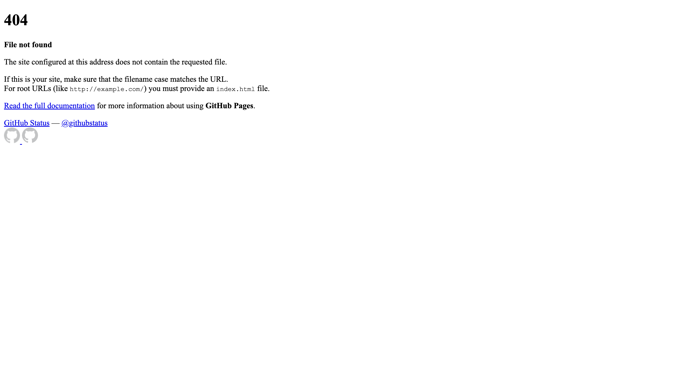 404
File not found
The site configured at this address does not contain the requested file.
If this is your site, make sure that the filename case matches the URL.
For root URLs (like http://example.com/) you must provide an index.html file.
Read the full documentation for more information about using GitHub Pages.
GitHub Status — @githubstatus